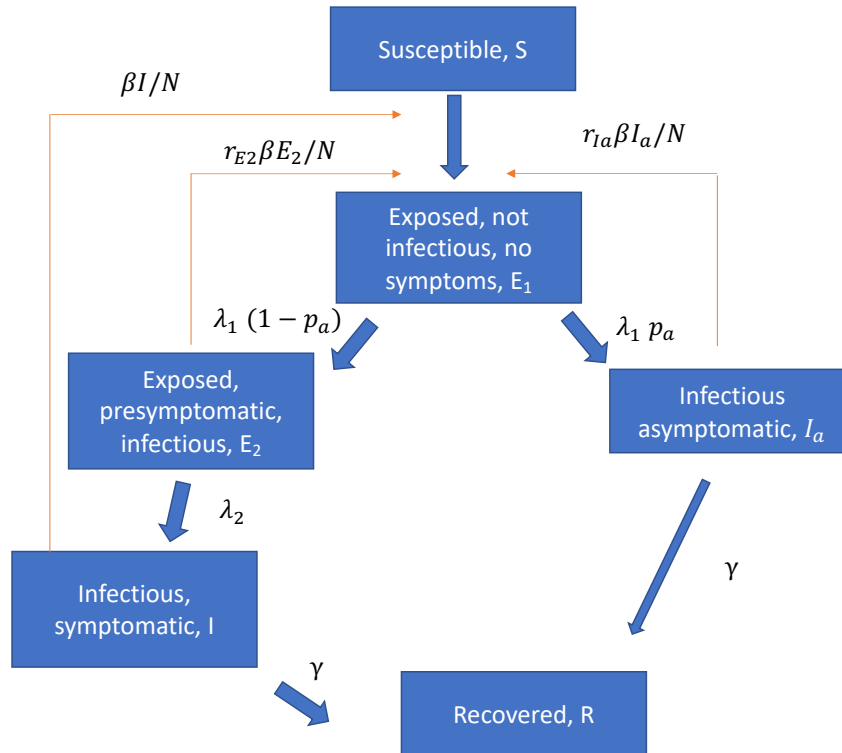 Susceptible, S
βI/N
r_{E2}βE_2/N
r_{Ia}βI_a/N
Exposed, not
infectious, no
symptoms, E_1
λ_1 (1 − p_a)
λ_1 p_a
Exposed,
presymptomatic,
infectious, E_2
Infectious
asymptomatic, I_a
λ_2
γ
Infectious,
symptomatic, I
γ
Recovered, R